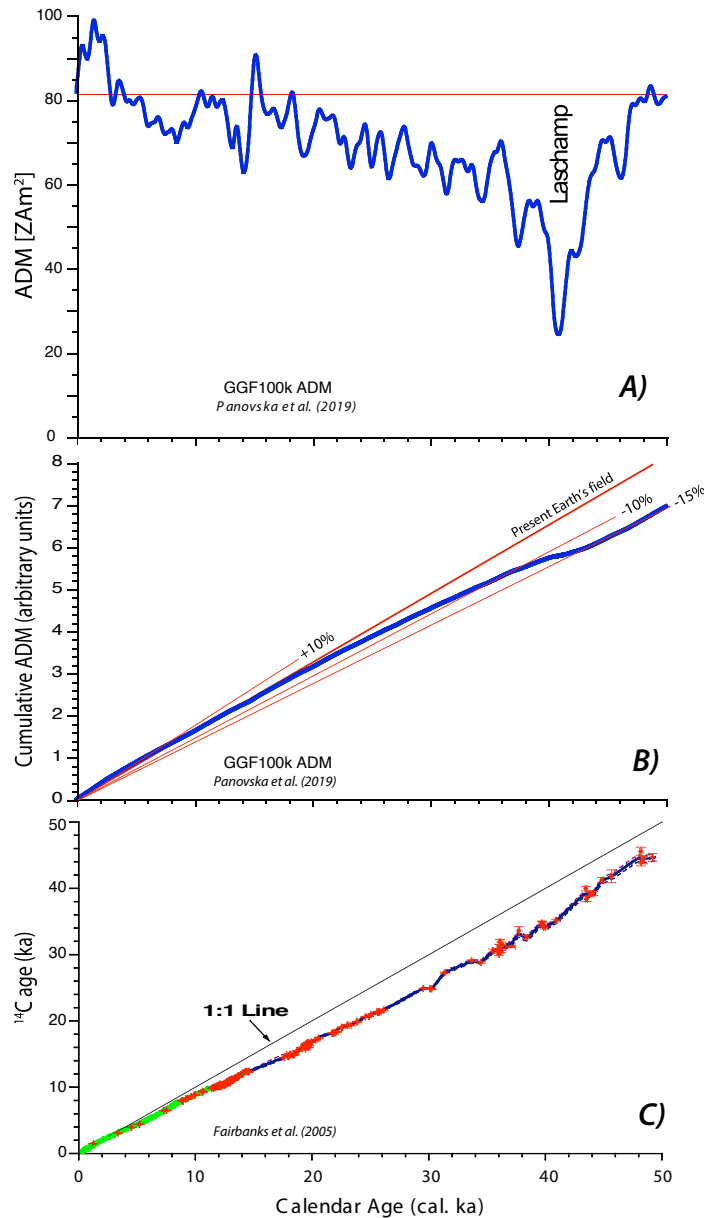 100
80
60
80
20
0
ADM [ZAm²]
Laschamp
GGF100k ADM
Panovska et al. (2019)
A)
8
7
6
5
4
3
2
1
0
Cumulative ADM (arbitrary units)
Present Earth's field
-10%
-15%
+10%
GGF100k ADM
Panovska et al. (2019)
B)
50
40
30
20
10
0
¹⁴C age (ka)
1:1 Line
Fairbanks et al. (2005)
C)
0 10 20 30 40 50
Calendar Age (cal. ka)